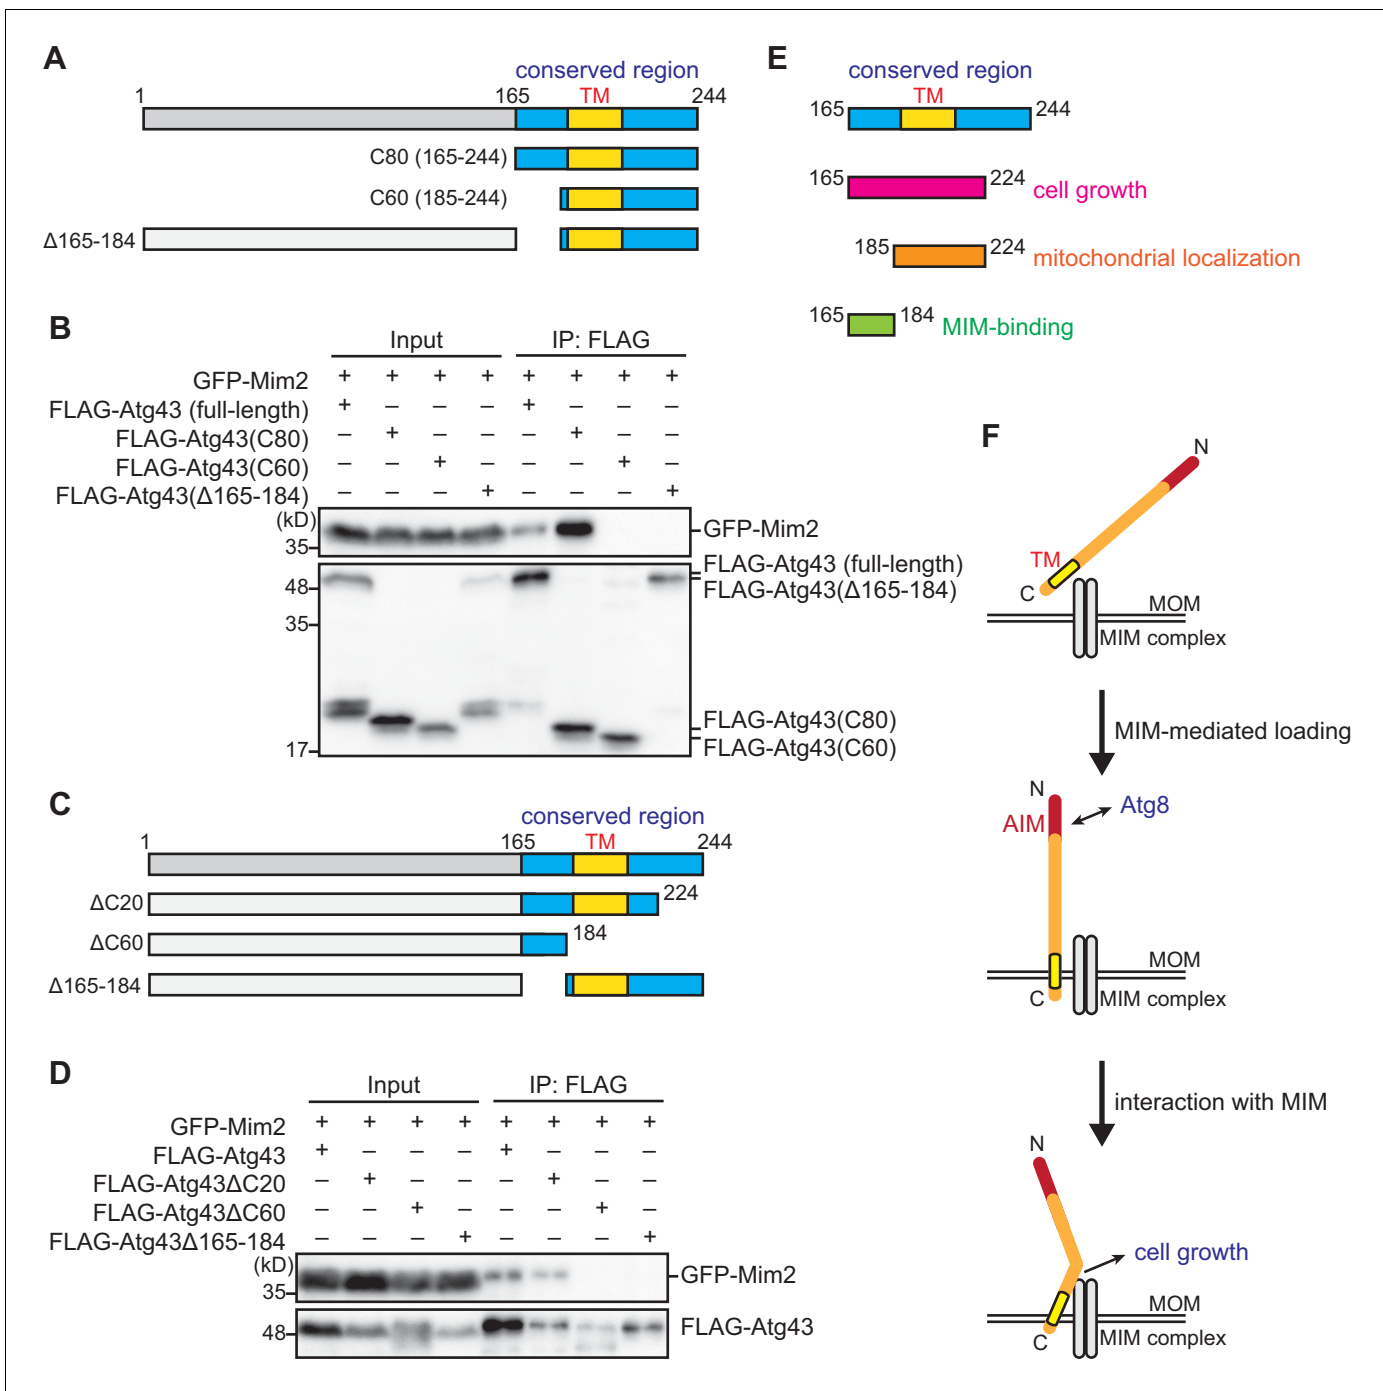 A
conserved region
1 165 TM 244
C80 (165-244)
C60 (185-244)
Δ165-184
B
Input IP: FLAG
GFP-Mim2 + + + + + + + +
FLAG-Atg43 (full-length) + – – – + – – –
FLAG-Atg43(C80) – + – – – + – –
FLAG-Atg43(C60) – – + – – – + –
FLAG-Atg43(Δ165-184) – – – + – – – +
(kD)
35
GFP-Mim2
48
35
17
FLAG-Atg43 (full-length)
FLAG-Atg43(Δ165-184)
FLAG-Atg43(C80)
FLAG-Atg43(C60)
C
conserved region
1 165 TM 244
ΔC20 224
ΔC60 184
Δ165-184
D
Input IP: FLAG
GFP-Mim2 + + + + + + + +
FLAG-Atg43 + – – – + – – –
FLAG-Atg43ΔC20 – + – – – + – –
FLAG-Atg43ΔC60 – – + – – – + –
FLAG-Atg43Δ165-184 – – – + – – – +
(kD)
35
GFP-Mim2
48
FLAG-Atg43
E
conserved region
TM
165 244
165 224 cell growth
185 224 mitochondrial localization
165 184 MIM-binding
F
N
TM
C
MOM
MIM complex
MIM-mediated loading
N
AIM
Atg8
MOM
C
MIM complex
interaction with MIM
N
cell growth
MOM
C
MIM complex